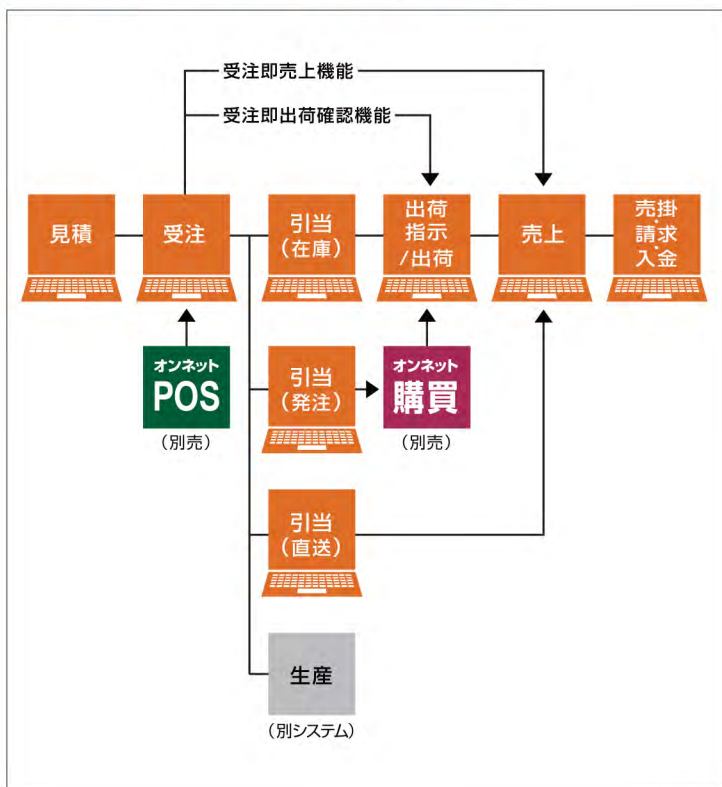 受注即売上機能
受注即出荷確認機能
見積
受注
引当
(在庫)
出荷
指示
/出荷
売上
売掛・
請求・
入金
オンネット
POS
(別売)
引当
(発注)
オンネット
購買
(別売)
引当
(直送)
生産
(別システム)